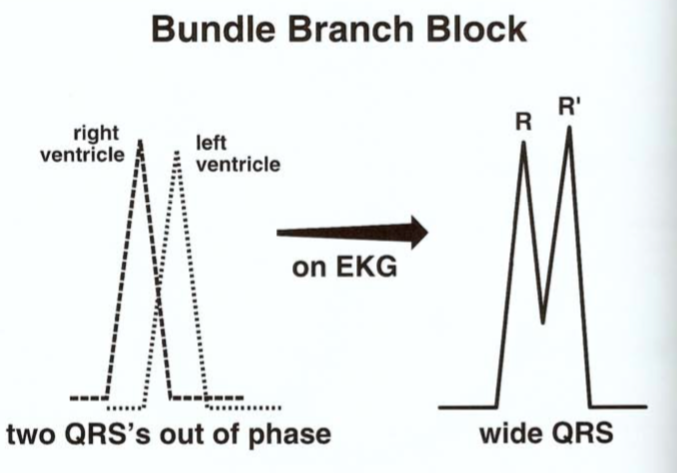 Bundle Branch Block
right
ventricle
left
ventricle
on EKG
R
R'
two QRS's out of phase
wide QRS